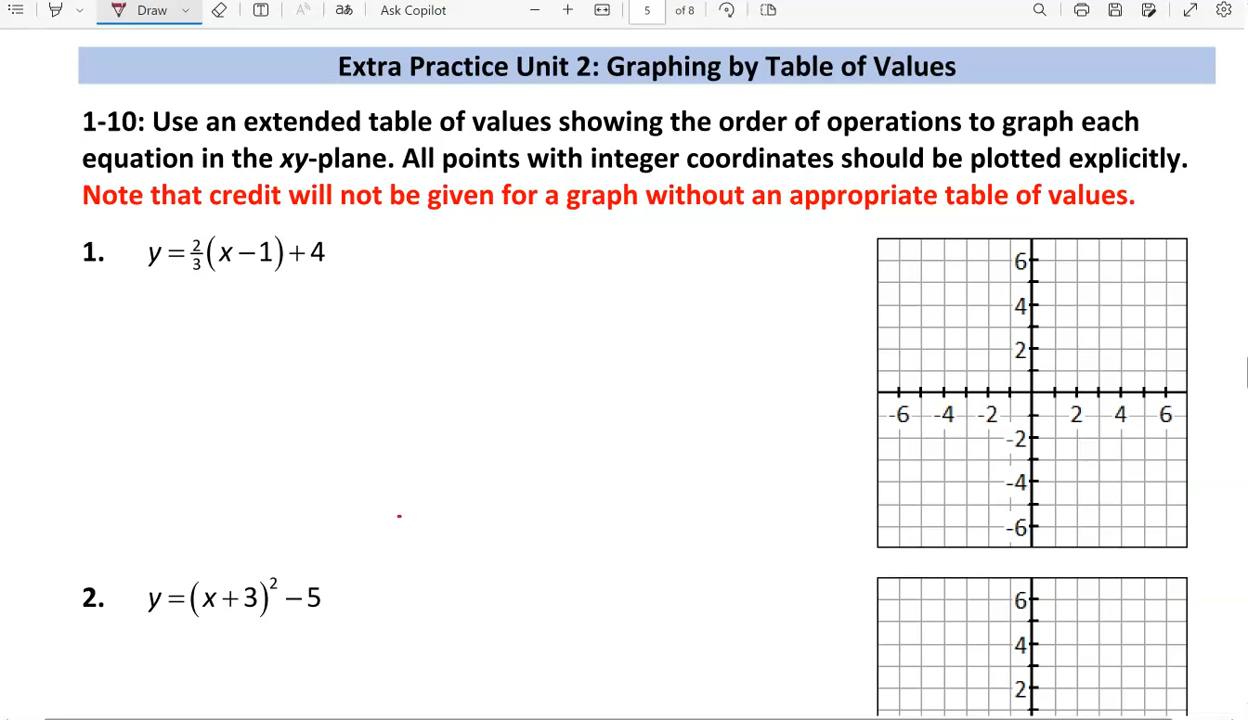 Draw
aあ
Ask Copilot
5 of 8
Extra Practice Unit 2: Graphing by Table of Values
1-10: Use an extended table of values showing the order of operations to graph each
equation in the xy-plane. All points with integer coordinates should be plotted explicitly.
Note that credit will not be given for a graph without an appropriate table of values.
1. y = 2/3 (x − 1) + 4
6
4
2
-6 -4 -2 2 4 6
-2
-4
-6
2. y = (x + 3)² − 5
6
4
2